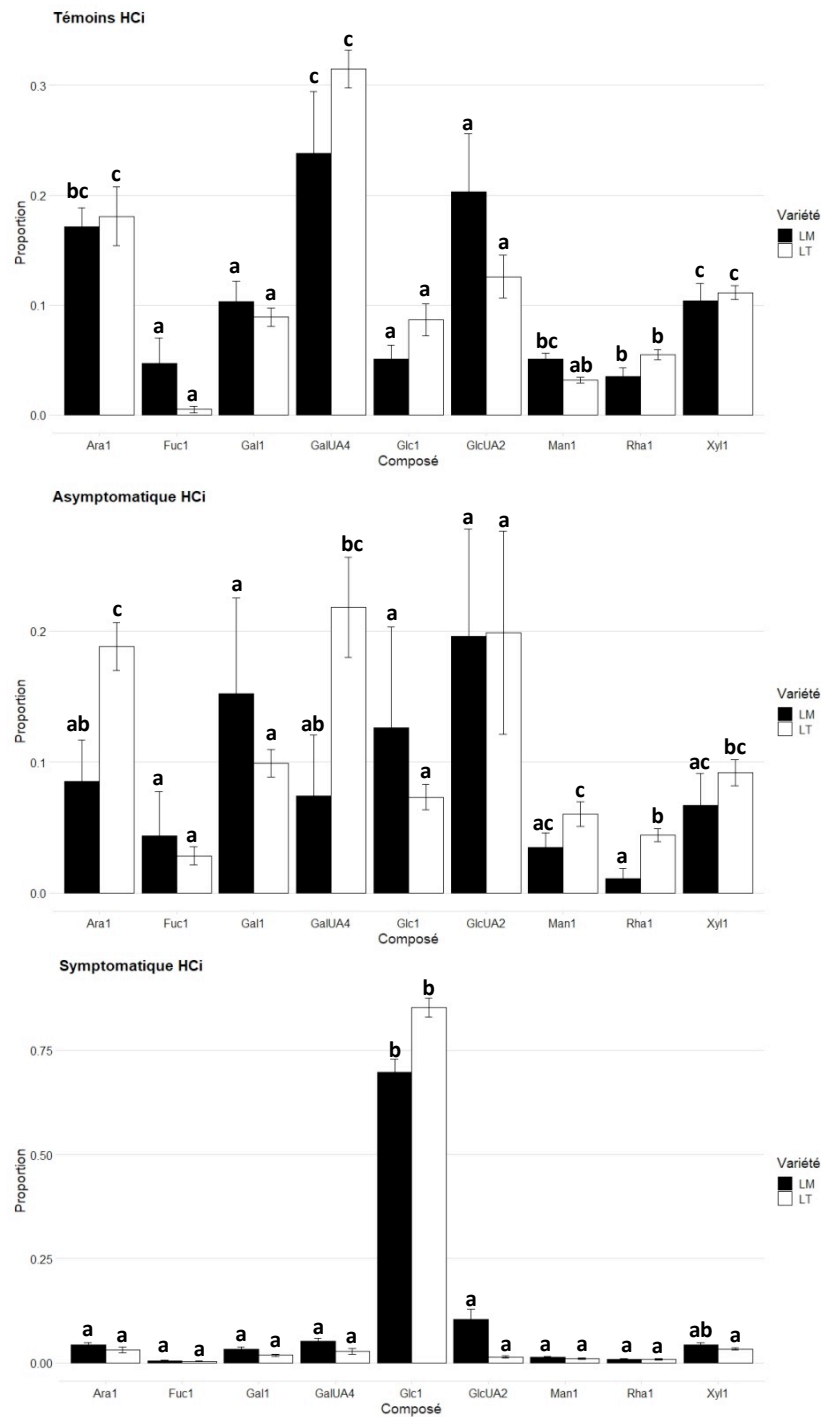 Témoins HCi
c
c
c
a
bc
0.3
0.2
0.1
0.0
Proportion
a
a
a
a
a
a
a
a
bc
ab
b
b
c
c
Variété
LM
LT
Ara1 Fuc1 Gal1 GalUA4 Glc1 GlcUA2 Man1 Rha1 Xyl1
Composé
Asymptomatique HCi
a
a
bc
a
a
c
0.2
0.1
0.0
Proportion
ab
a
a
a
ab
a
ac
c
a
b
ac
bc
Variété
LM
LT
Ara1 Fuc1 Gal1 GalUA4 Glc1 GlcUA2 Man1 Rha1 Xyl1
Composé
Symptomatique HCi
b
b
0.75
0.50
0.25
0.00
Proportion
Variété
LM
LT
a a a a a a a a a a a a a a ab a
Ara1 Fuc1 Gal1 GalUA4 Glc1 GlcUA2 Man1 Rha1 Xyl1
Composé